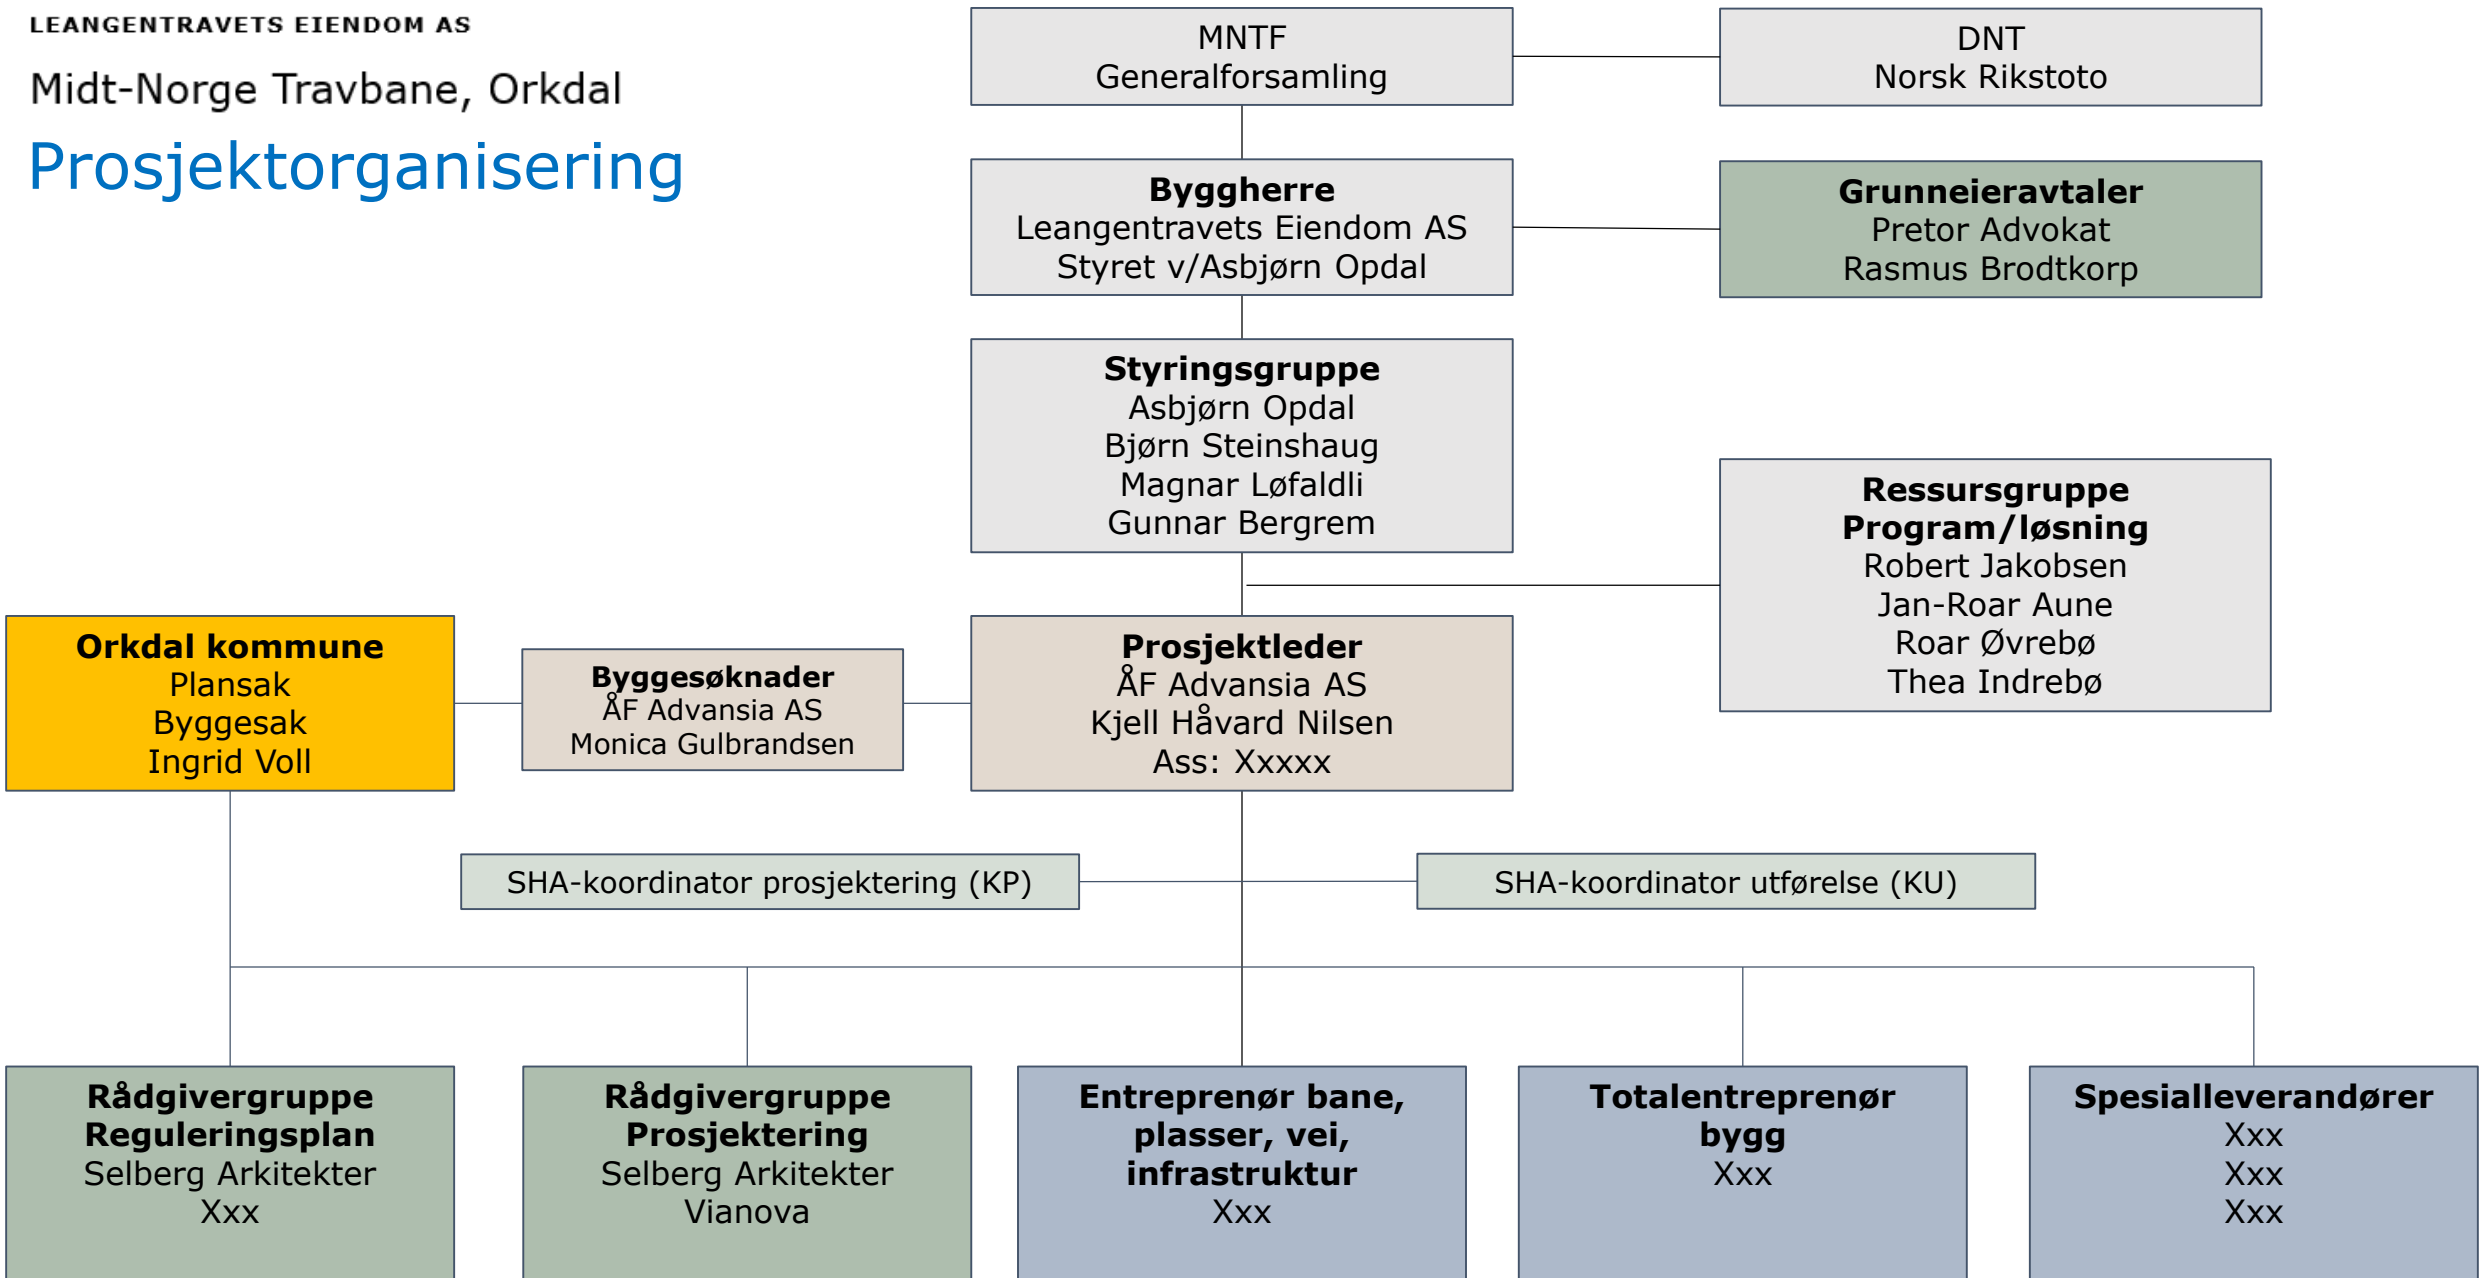 LEANGENTRAVETS EIENDOM AS
Midt-Norge Travbane, Orkdal
Prosjektorganisering
MNTF
Generalforsamling
DNT
Norsk Rikstoto
Byggherre
Leangentravets Eiendom AS
Styret v/Asbjørn Opdal
Grunneieravtaler
Pretor Advokat
Rasmus Brodtkorp
Styringsgruppe
Asbjørn Opdal
Bjørn Steinshaug
Magnar Løfaldli
Gunnar Bergrem
Ressursgruppe
Program/løsning
Robert Jakobsen
Jan-Roar Aune
Roar Øvrebø
Thea Indrebø
Orkdal kommune
Plansak
Byggesak
Ingrid Voll
Byggesøknader
ÅF Advansia AS
Monica Gulbrandsen
Prosjektleder
ÅF Advansia AS
Kjell Håvard Nilsen
Ass: Xxxxx
SHA-koordinator prosjektering (KP)
SHA-koordinator utførelse (KU)
Rådgivergruppe
Reguleringsplan
Selberg Arkitekter
Xxx
Rådgivergruppe
Prosjektering
Selberg Arkitekter
Vianova
Entreprenør bane,
plasser, vei,
infrastruktur
Xxx
Totalentreprenør
bygg
Xxx
Spesialleverandører
Xxx
Xxx
Xxx